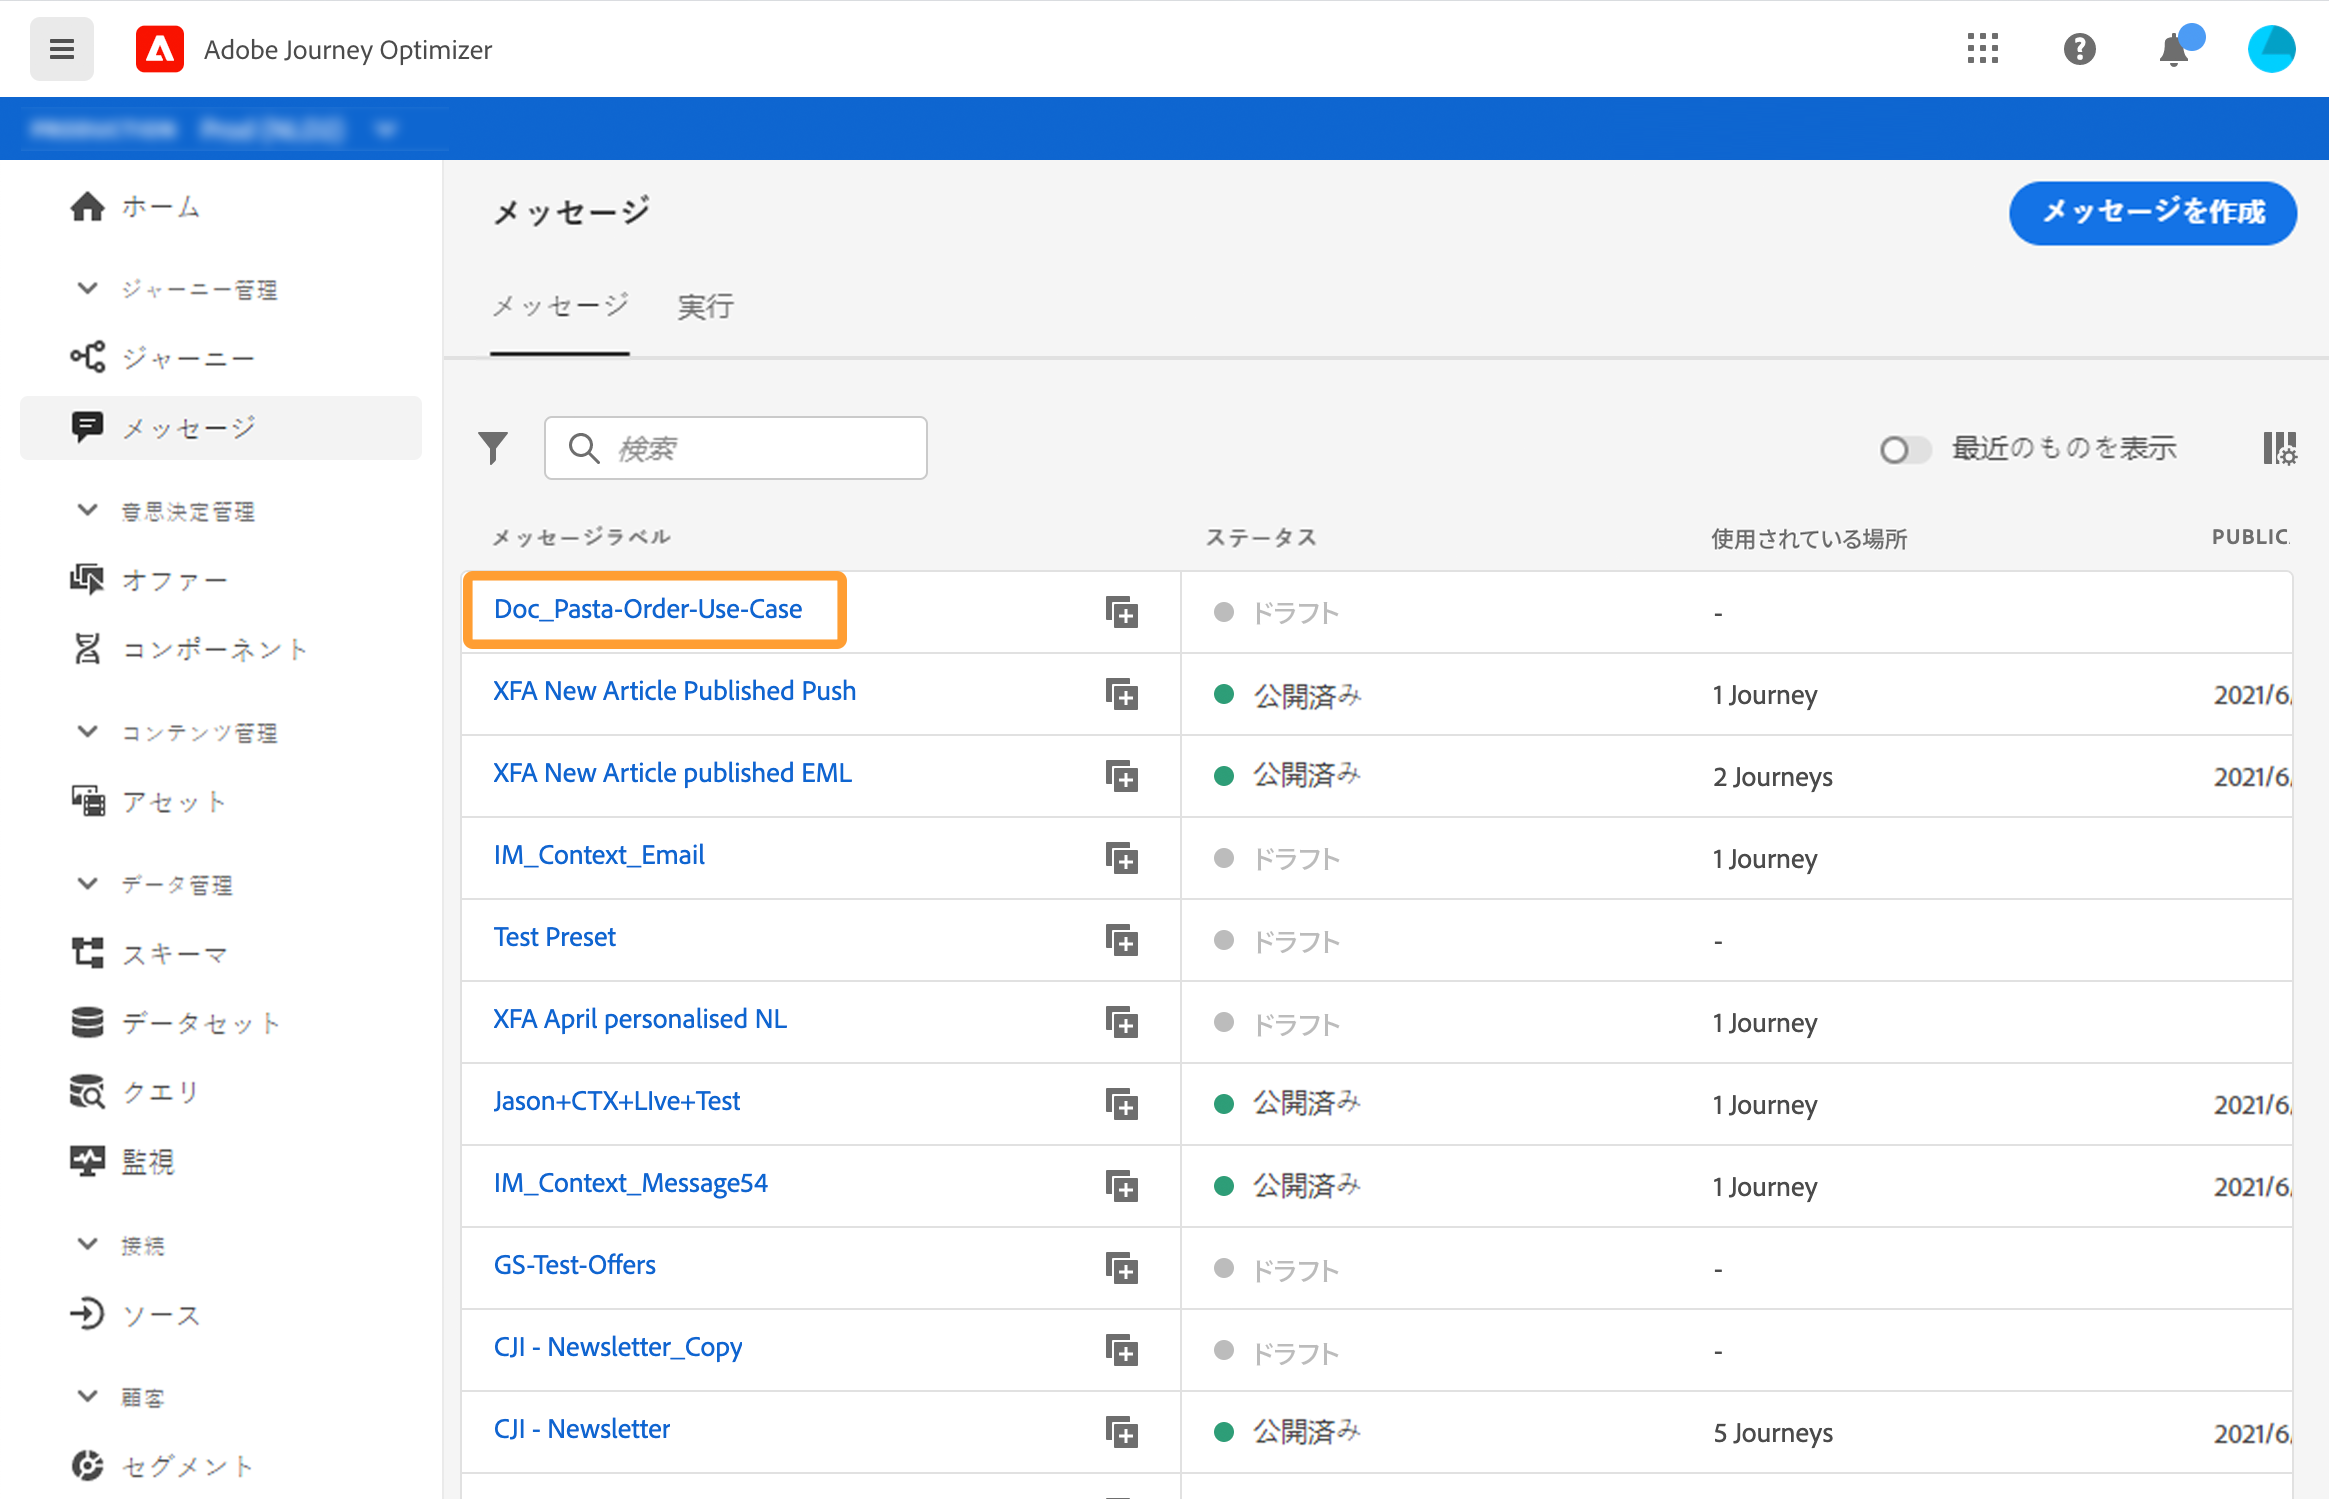 Adobe Journey Optimizer
ホーム
ジャーニー管理
ジャーニー
メッセージ
意思決定管理
オファー
コンポーネント
コンテンツ管理
アセット
データ管理
スキーマ
データセット
クエリ
監視
接続
ソース
顧客
セグメント
メッセージ
メッセージを作成
メッセージ 実行
検索
最近のものを表示
メッセージラベル ステータス 使用されている場所 PUBLIC
Doc_Pasta-Order-Use-Case ドラフト -
XFA New Article Published Push 公開済み 1 Journey 2021/6/
XFA New Article published EML 公開済み 2 Journeys 2021/6/
IM_Context_Email ドラフト 1 Journey
Test Preset ドラフト -
XFA April personalised NL ドラフト 1 Journey
Jason+CTX+LIve+Test 公開済み 1 Journey 2021/6/
IM_Context_Message54 公開済み 1 Journey 2021/6/
GS-Test-Offers ドラフト -
CJI - Newsletter_Copy ドラフト -
CJI - Newsletter 公開済み 5 Journeys 2021/6/